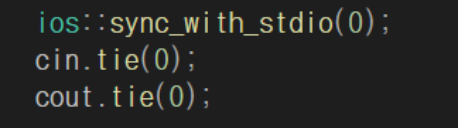 ios::sync_with_stdio(0);
cin.tie(0);
cout.tie(0);